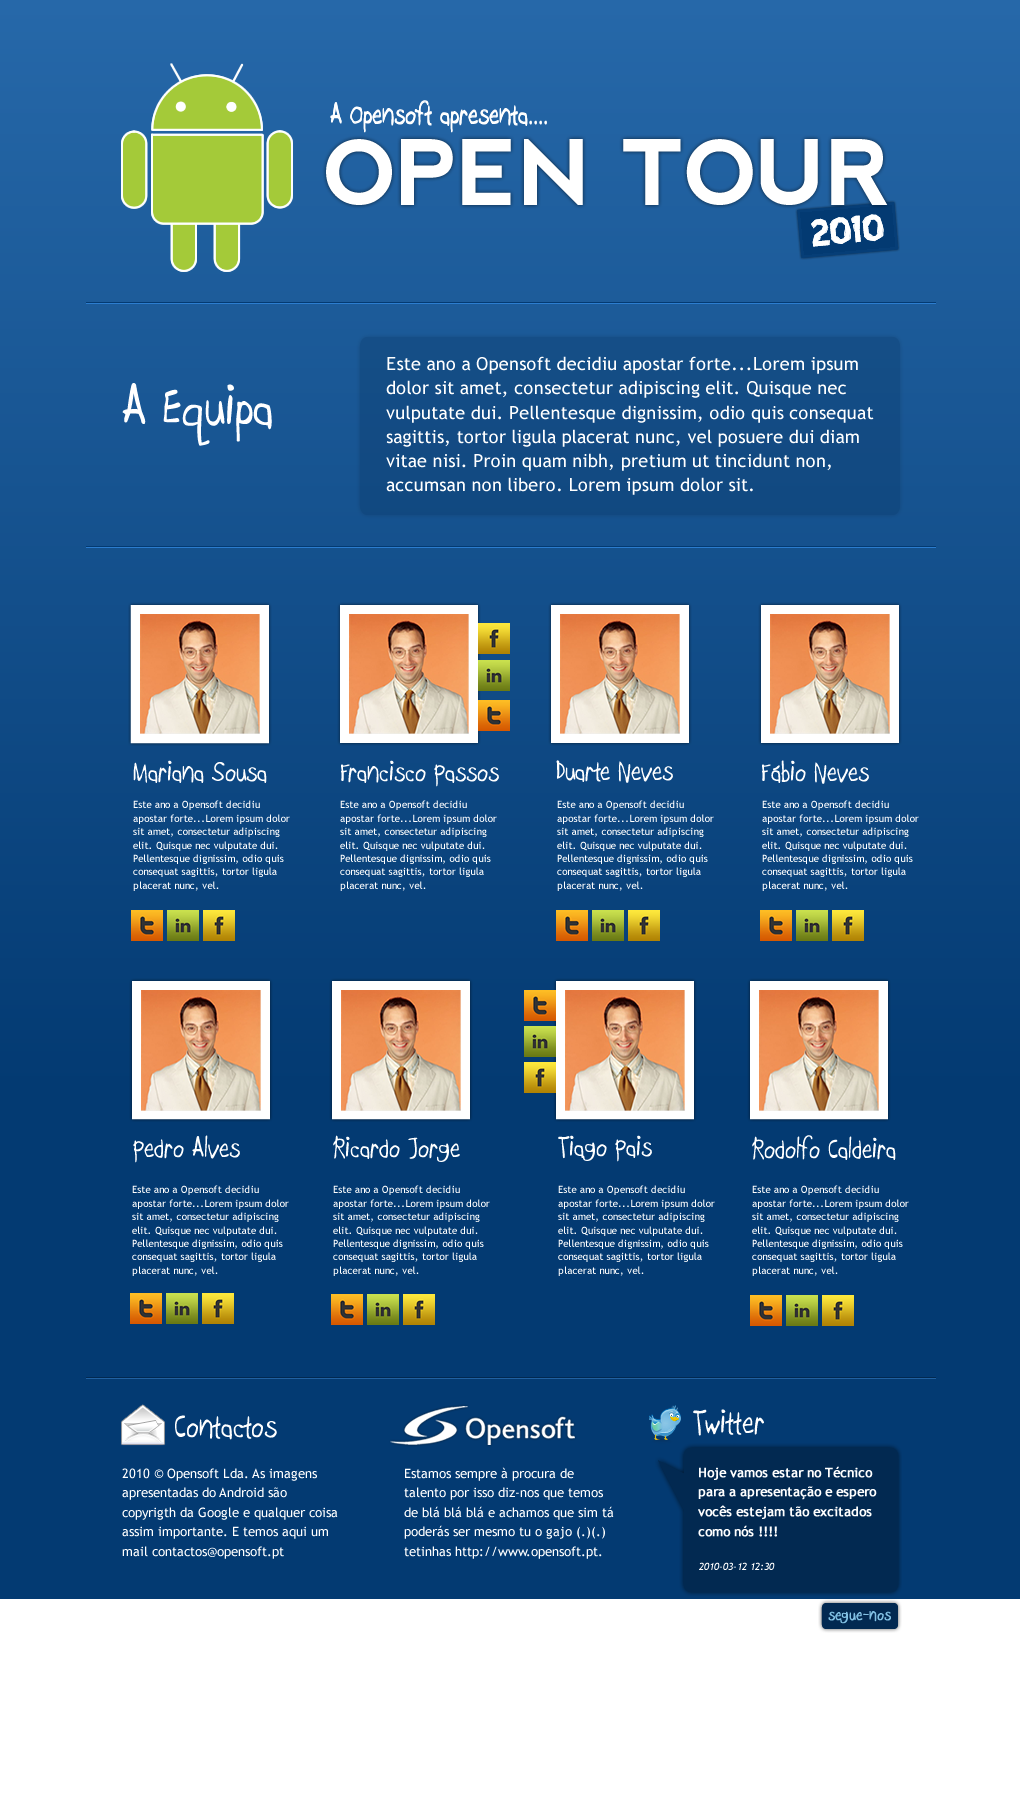 A Opensoft apresenta....
OPEN TOUR
2010
A Equipa
Este ano a Opensoft decidiu apostar forte...Lorem ipsum
dolor sit amet, consectetur adipiscing elit. Quisque nec
vulputate dui. Pellentesque dignissim, odio quis consequat
sagittis, tortor ligula placerat nunc, vel posuere dui diam
vitae nisi. Proin quam nibh, pretium ut tincidunt non,
accumsan non libero. Lorem ipsum dolor sit.
f
in
t
Mariana Sousa
Este ano a Opensoft decidiu
apostar forte...Lorem ipsum dolor
sit amet, consectetur adipiscing
elit. Quisque nec vulputate dui.
Pellentesque dignissim, odio quis
consequat sagittis, tortor ligula
placerat nunc, vel.
t in f
Francisco Passos
Este ano a Opensoft decidiu
apostar forte...Lorem ipsum dolor
sit amet, consectetur adipiscing
elit. Quisque nec vulputate dui.
Pellentesque dignissim, odio quis
consequat sagittis, tortor ligula
placerat nunc, vel.
Duarte Neves
Este ano a Opensoft decidiu
apostar forte...Lorem ipsum dolor
sit amet, consectetur adipiscing
elit. Quisque nec vulputate dui.
Pellentesque dignissim, odio quis
consequat sagittis, tortor ligula
placerat nunc, vel.
t in f
Fábio Neves
Este ano a Opensoft decidiu
apostar forte...Lorem ipsum dolor
sit amet, consectetur adipiscing
elit. Quisque nec vulputate dui.
Pellentesque dignissim, odio quis
consequat sagittis, tortor ligula
placerat nunc, vel.
t in f
Pedro Alves
Este ano a Opensoft decidiu
apostar forte...Lorem ipsum dolor
sit amet, consectetur adipiscing
elit. Quisque nec vulputate dui.
Pellentesque dignissim, odio quis
consequat sagittis, tortor ligula
placerat nunc, vel.
t in f
Ricardo Jorge
Este ano a Opensoft decidiu
apostar forte...Lorem ipsum dolor
sit amet, consectetur adipiscing
elit. Quisque nec vulputate dui.
Pellentesque dignissim, odio quis
consequat sagittis, tortor ligula
placerat nunc, vel.
t in f
t
in
f
Tiago Pais
Este ano a Opensoft decidiu
apostar forte...Lorem ipsum dolor
sit amet, consectetur adipiscing
elit. Quisque nec vulputate dui.
Pellentesque dignissim, odio quis
consequat sagittis, tortor ligula
placerat nunc, vel.
Rodolfo Caldeira
Este ano a Opensoft decidiu
apostar forte...Lorem ipsum dolor
sit amet, consectetur adipiscing
elit. Quisque nec vulputate dui.
Pellentesque dignissim, odio quis
consequat sagittis, tortor ligula
placerat nunc, vel.
t in f
Contactos
2010 © Opensoft Lda. As imagens
apresentadas do Android são
copyrigth da Google e qualquer coisa
assim importante. E temos aqui um
mail contactos@opensoft.pt
Opensoft
Estamos sempre à procura de
talento por isso diz-nos que temos
de blá blá blá e achamos que sim tá
poderás ser mesmo tu o gajo (.)(.)
tetinhas http://www.opensoft.pt.
Twitter
Hoje vamos estar no Técnico
para a apresentação e espero
vocês estejam tão excitados
como nós !!!!
2010-03-12 12:30
segue-nos